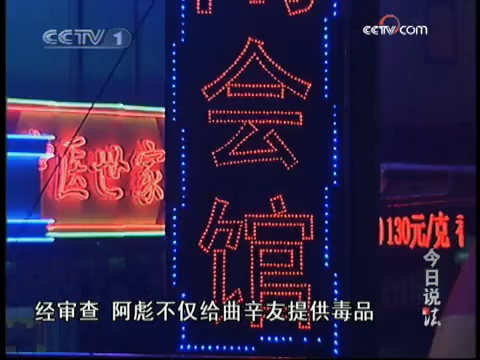 CCTV 1
CCTV.com
会
馆
医世家
130元/克
今日说法
经审查 阿彪不仅给曲辛友提供毒品